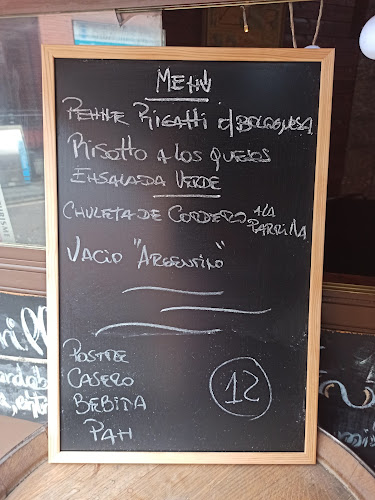 MENU
PENNE RIGATTI c/BOLOGNESA
RISOTTO A LOS QUESOS
ENSALADA VERDE
CHULETA DE CORDERO A LA PARRILLA
VACIO "ARGENTINO"
POSTRE
CASERO
BEBIDA
PAN
12